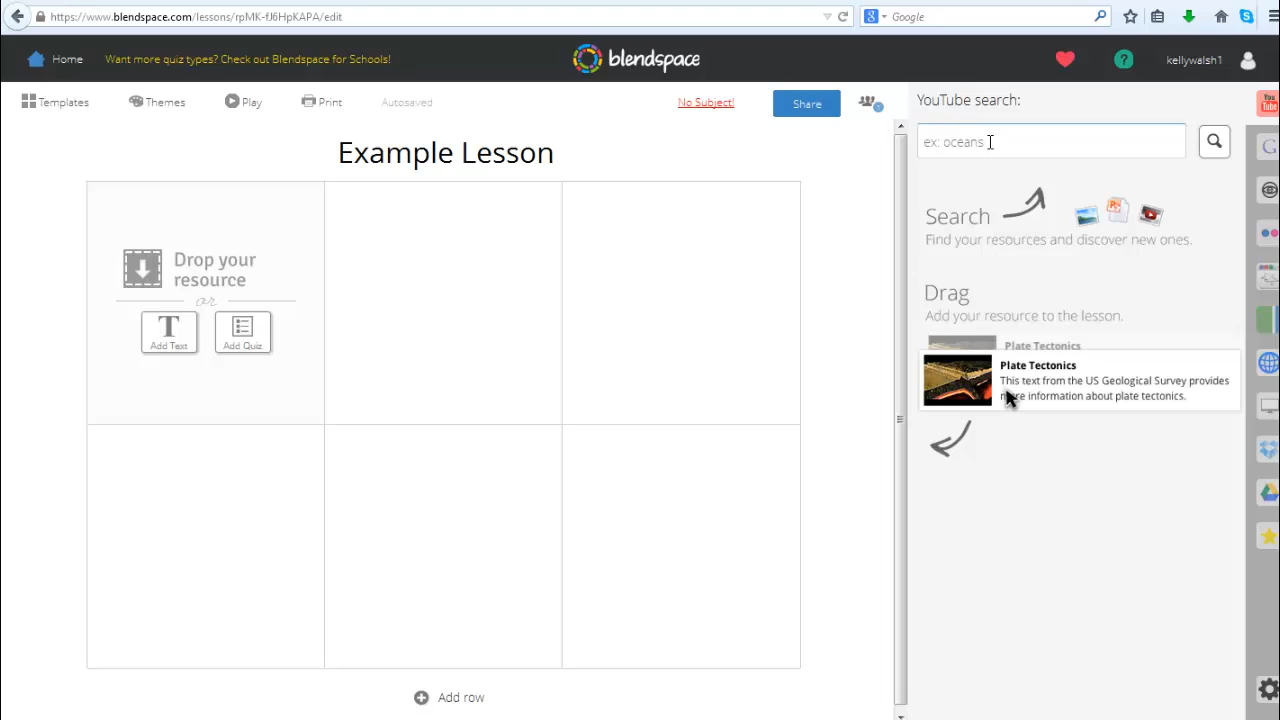 https://www.blendspace.com/lessons/rpMK-fJ6HpKAPA/edit
Google
Home
Want more quiz types? Check out Blendspace for Schools!
blendspace
kellywalsh1
Templates
Themes
Play
Print
Autosaved
No Subject!
Share
YouTube search:
You
Tube
ex: oceans
Example Lesson
Drop your
resource
or
T
Add Text
Add Quiz
Search
Find your resources and discover new ones.
Drag
Add your resource to the lesson.
Plate Tectonics
Plate Tectonics
This text from the US Geological Survey provides
more information about plate tectonics.
Add row